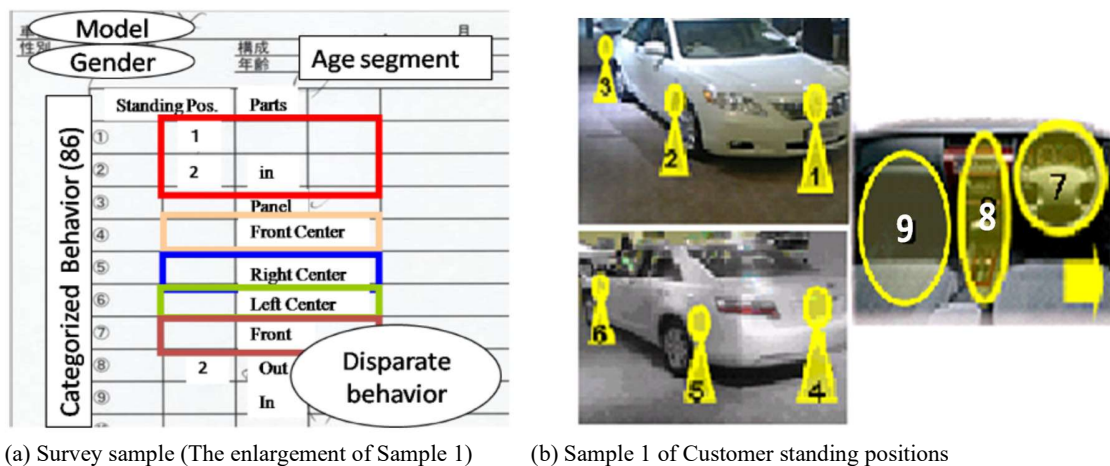 Model
月
性別
Gender
構成
年齢
Age segment
Categorized Behavior (86)
Standing Pos. Parts
① 1
② 2 in
③ Panel
④ Front Center
⑤ Right Center
⑥ Left Center
⑦ Front
⑧ 2 Out
⑨ In
Disparate behavior
3
2
1
6
5
4
9
8
7
(a) Survey sample (The enlargement of Sample 1)
(b) Sample 1 of Customer standing positions